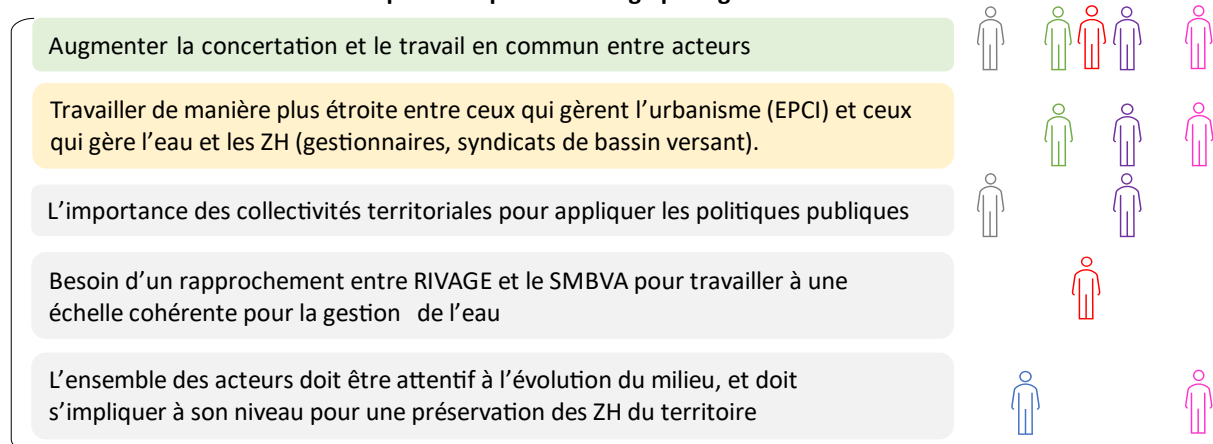 Augmenter la concertation et le travail en commun entre acteurs
Travailler de manière plus étroite entre ceux qui gèrent l’urbanisme (EPCI) et ceux
qui gère l’eau et les ZH (gestionnaires, syndicats de bassin versant).
L’importance des collectivités territoriales pour appliquer les politiques publiques
Besoin d’un rapprochement entre RIVAGE et le SMBVA pour travailler à une
échelle cohérente pour la gestion de l’eau
L’ensemble des acteurs doit être attentif à l’évolution du milieu, et doit
s’impliquer à son niveau pour une préservation des ZH du territoire